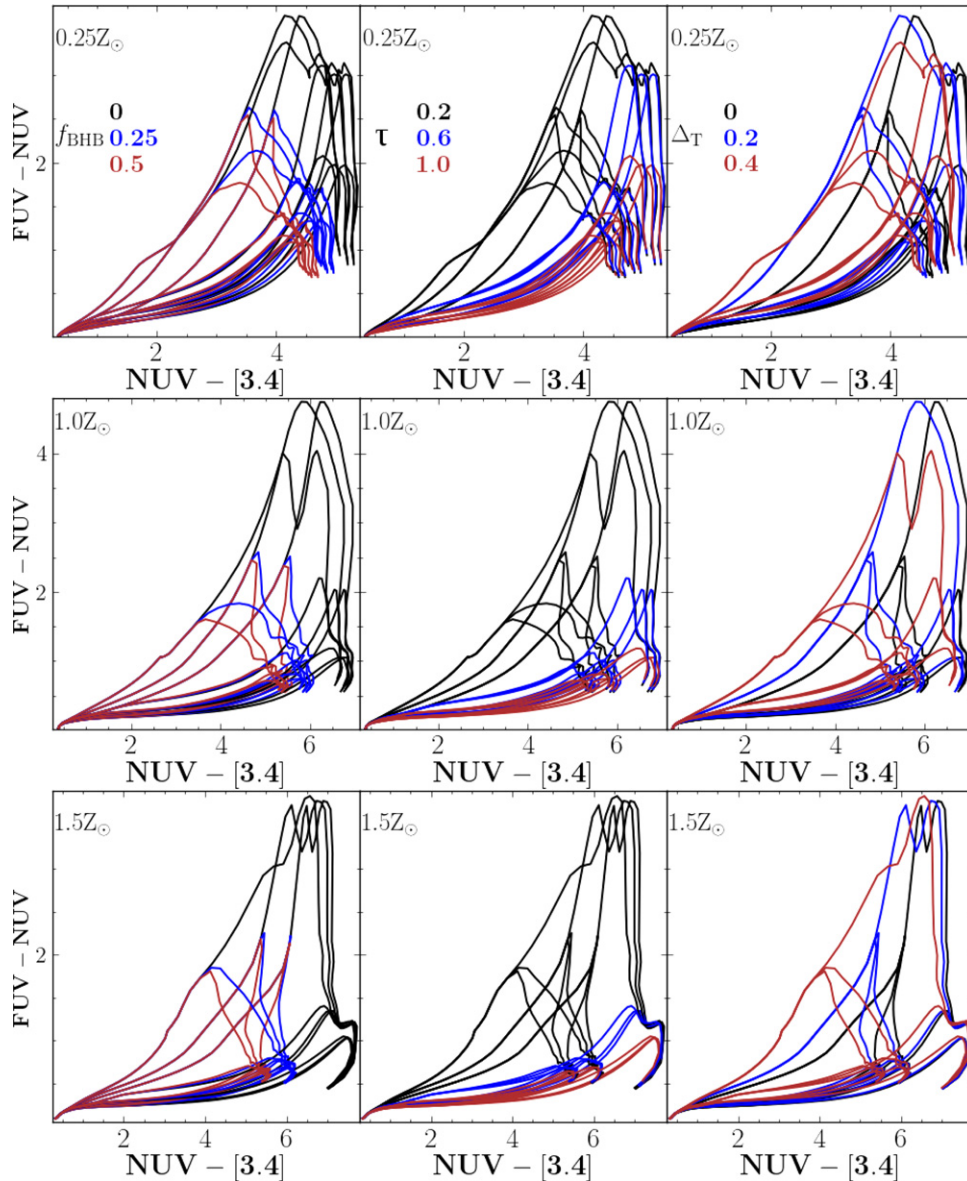 0.25Z⊙ 0.25Z⊙ 0.25Z⊙
0 0.2 0
f_BHB 0.25 τ 0.6 Δ_T 0.2
0.5 1.0 0.4
FUV – NUV
2
2 4 2 4 2 4
NUV – [3.4] NUV – [3.4] NUV – [3.4]
1.0Z⊙ 1.0Z⊙ 1.0Z⊙
4
FUV – NUV
2
2 4 6 2 4 6 2 4 6
NUV – [3.4] NUV – [3.4] NUV – [3.4]
1.5Z⊙ 1.5Z⊙ 1.5Z⊙
FUV – NUV
2
2 4 6 2 4 6 2 4 6
NUV – [3.4] NUV – [3.4] NUV – [3.4]